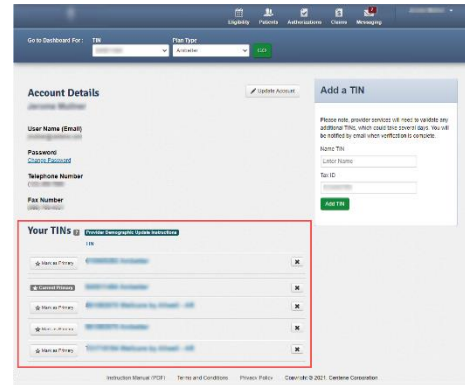 Eligibility Patients Authorizations Claims Messaging
Go to Dashboard For: TIN Plan Type
Ambetter GO
Account Details
Update Account
User Name (Email)
Password
Change Password
Telephone Number
Fax Number
Add a TIN
Please note, provider services will need to validate any
additional TINs, which could take several days. You will
be notified by email when verification is complete.
Name TIN
Enter Name
Tax ID
Add TIN
Your TINs Provider Demographic Update Instructions
TIN
Mark as Primary
Current Primary
Mark as Primary
Mark as Primary
Mark as Primary
Instruction Manual (PDF) Terms and Conditions Privacy Policy Copyright © 2021 Centene Corporation